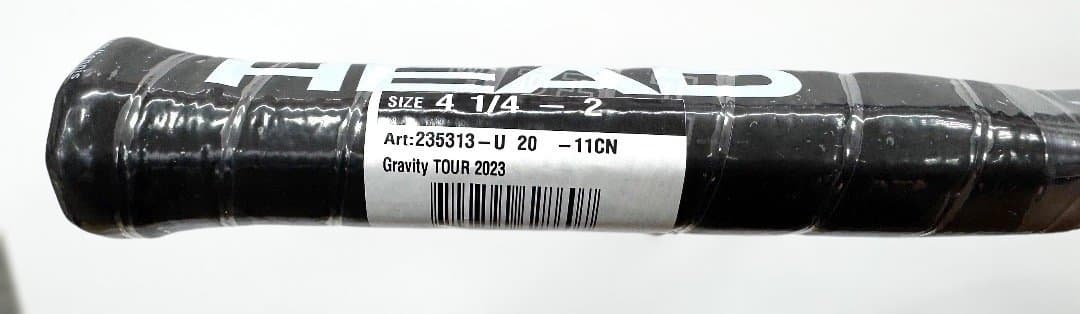 HEAD
SIZE 4 1/4 - 2
Art:235313-U 20 -11CN
Gravity TOUR 2023